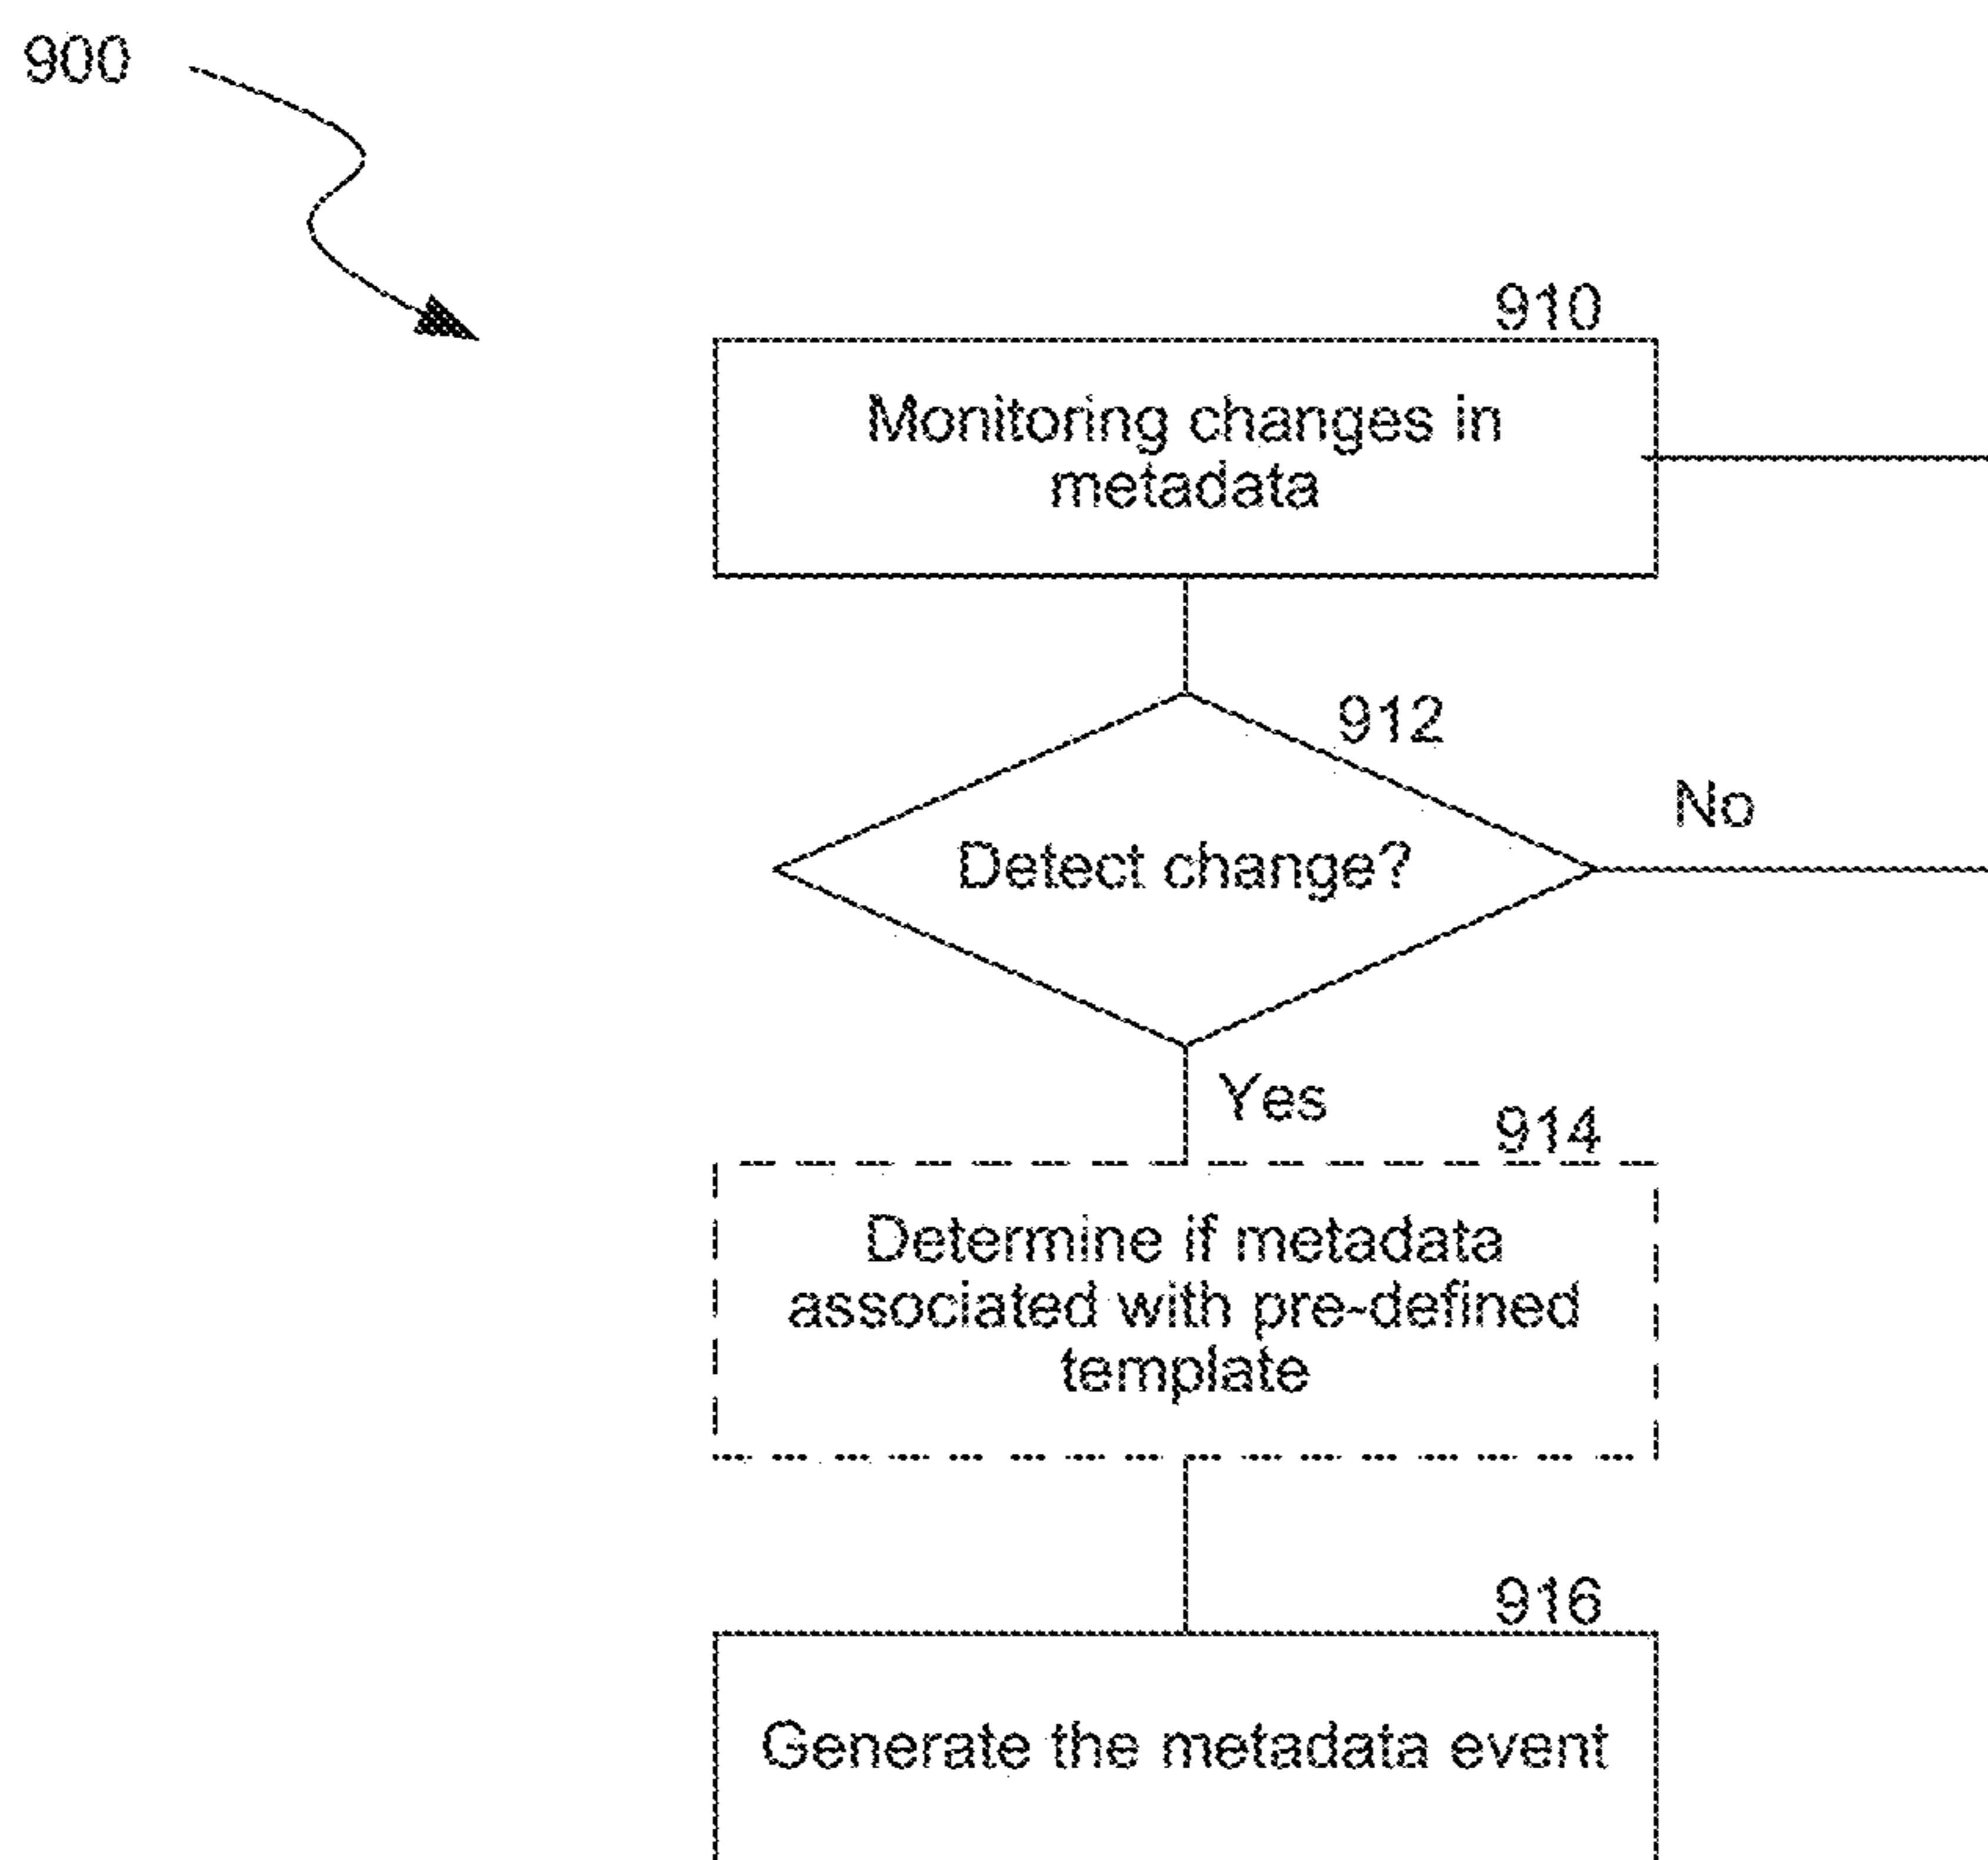 900
910
Monitoring changes in
metadata
912
No
Detect change?
Yes
914
Determine if metadata
associated with pre-defined
template
916
Generate the metadata event